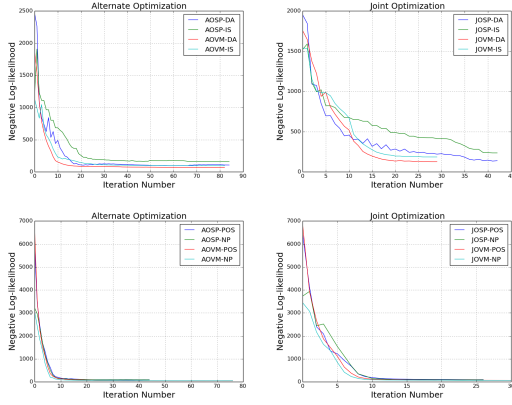 Alternate Optimization
2500
2000
1500
1000
500
0
0 10 20 30 40 50 60 70 80 90
Negative Log-likelihood
Iteration Number
AOSP-DA
AOSP-IS
AOVM-DA
AOVM-IS
Joint Optimization
2000
1500
1000
500
0
0 5 10 15 20 25 30 35 40 45
Negative Log-likelihood
Iteration Number
JOSP-DA
JOSP-IS
JOVM-DA
JOVM-IS
Alternate Optimization
7000
6000
5000
4000
3000
2000
1000
0
0 10 20 30 40 50 60 70 80
Negative Log-likelihood
Iteration Number
AOSP-POS
AOSP-NP
AOVM-POS
AOVM-NP
Joint Optimization
7000
6000
5000
4000
3000
2000
1000
0
0 5 10 15 20 25 30
Negative Log-likelihood
Iteration Number
JOSP-POS
JOSP-NP
JOVM-POS
JOVM-NP